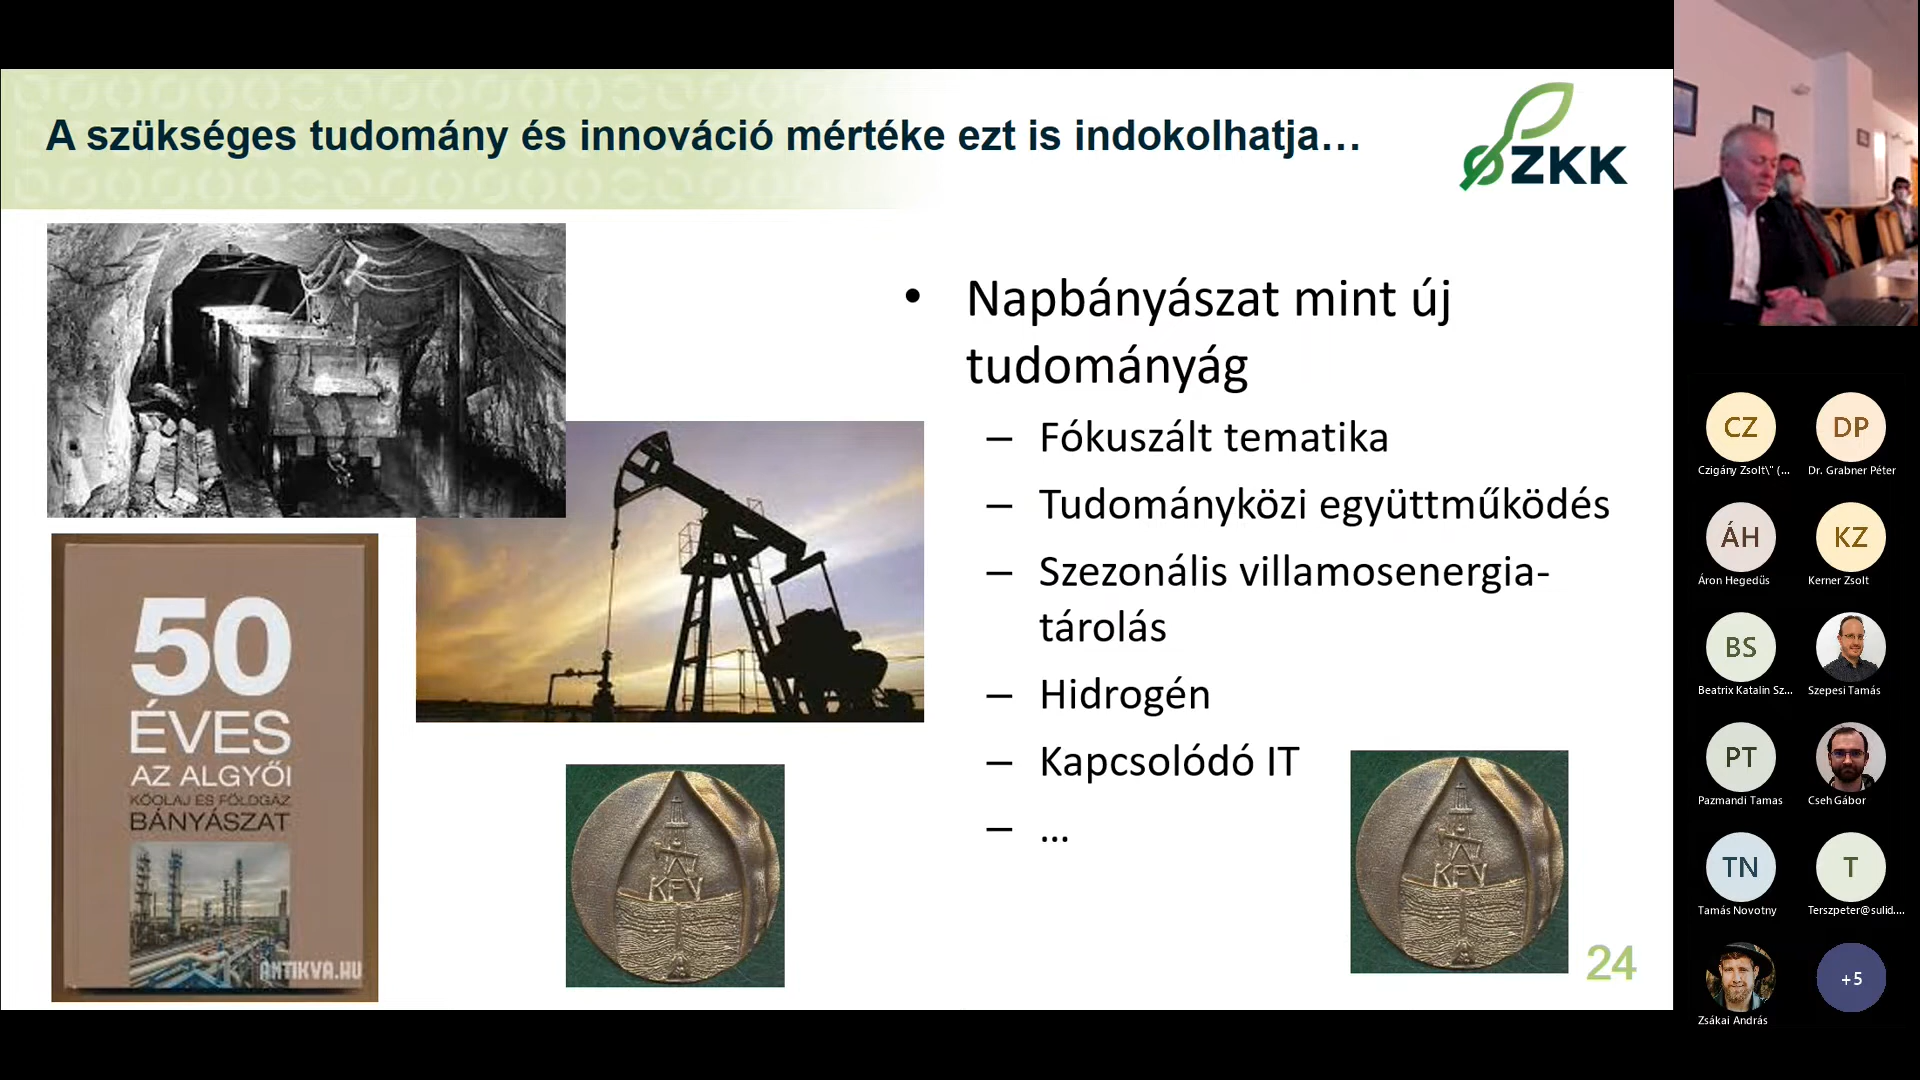 A szükséges tudomány és innováció mértéke ezt is indokolhatja…
ZKK
• Napbányászat mint új
tudományág
– Fókuszált tematika
– Tudományközi együttműködés
– Szezonális villamosenergia-
tárolás
– Hidrogén
– Kapcsolódó IT
– ...
50
ÉVES
AZ ALGYŐI
KŐOLAJ ÉS FÖLDGÁZ
BÁNYÁSZAT
ANTIKVA.HU
KFV
KFV
24
CZ
Czigány Zsolt\" (...
DP
Dr. Grabner Péter
ÁH
Áron Hegedűs
KZ
Kerner Zsolt
BS
Beatrix Katalin Sz...
Szepesi Tamás
PT
Pazmandi Tamas
Cseh Gábor
TN
Tamás Novotny
T
Terszpeter@sulid....
Zsákai András
+5